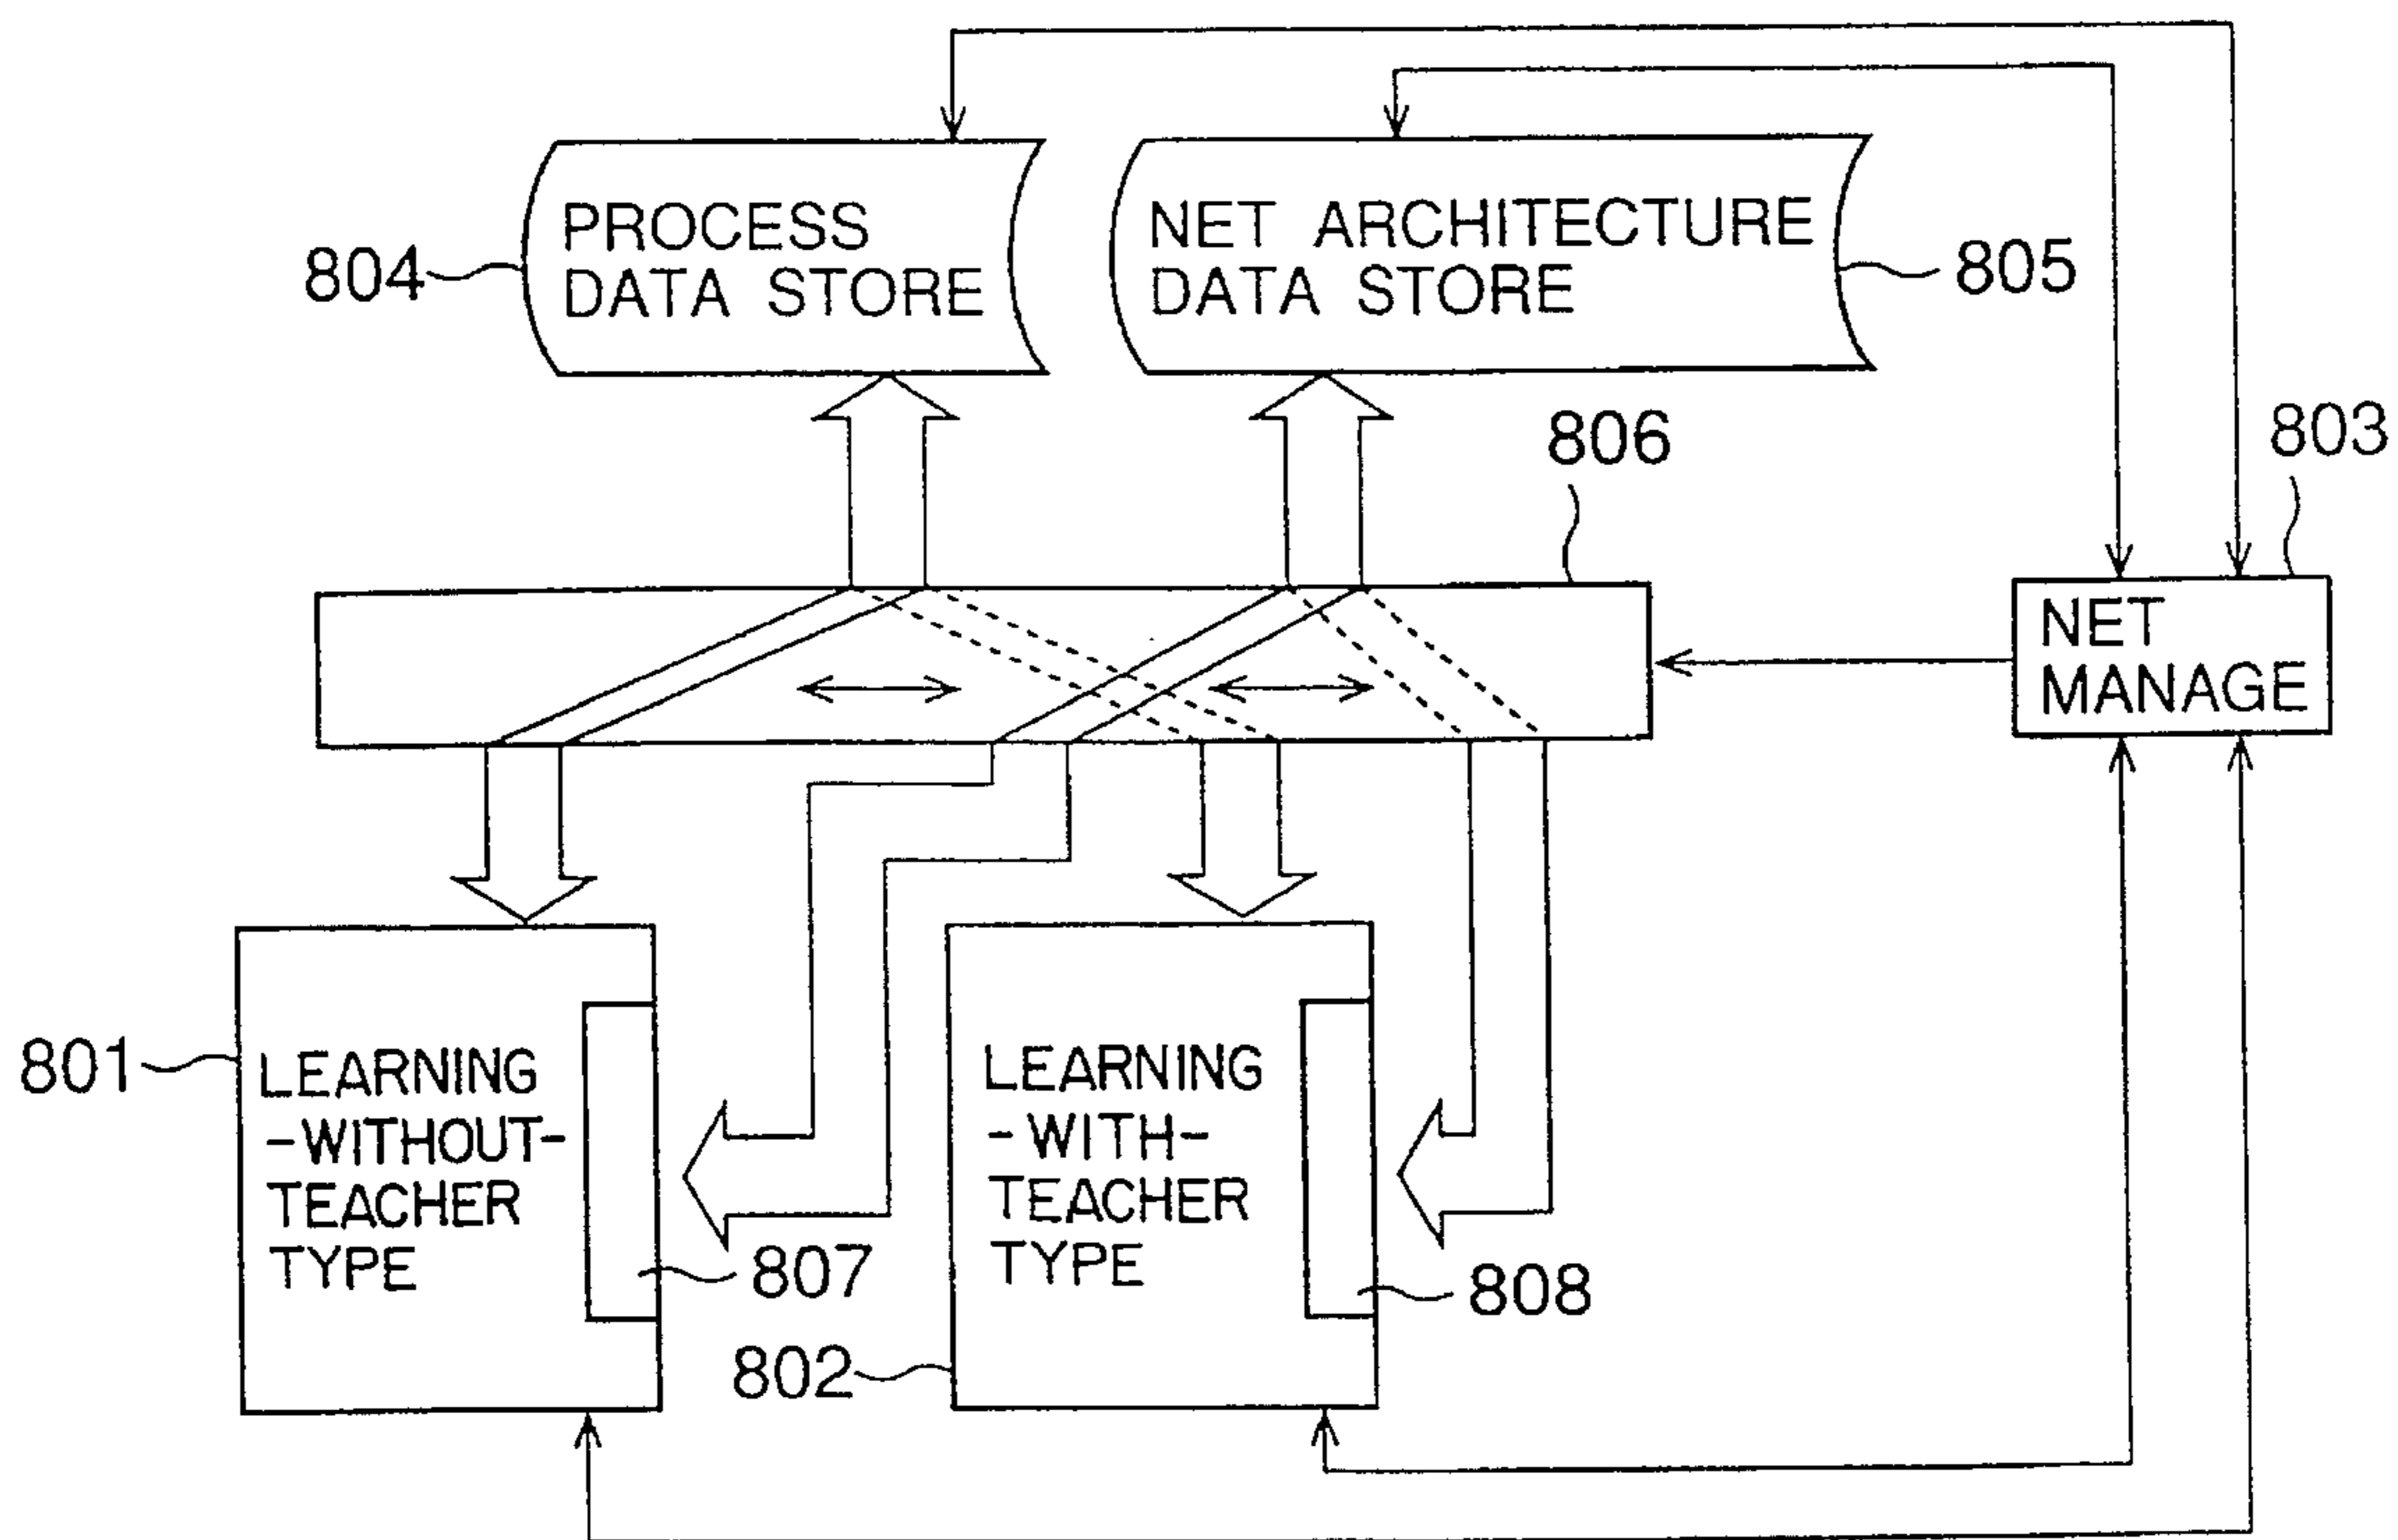 PROCESS
DATA STORE
804
NET ARCHITECTURE
DATA STORE
805
806
803
NET
MANAGE
801
LEARNING
-WITHOUT-
TEACHER
TYPE
807
LEARNING
-WITH-
TEACHER
TYPE
808
802